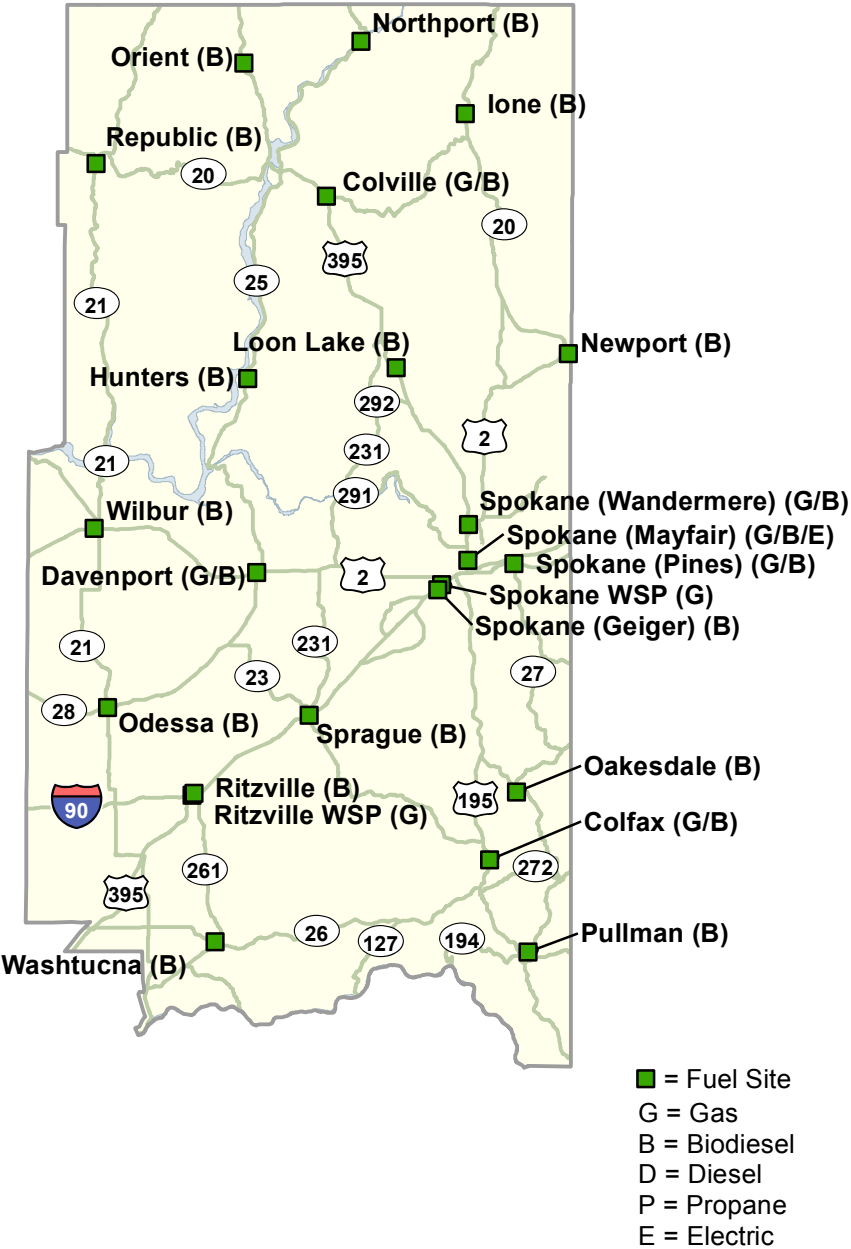 Northport (B)
Orient (B)
Ione (B)
Republic (B)
20
Colville (G/B)
20
395
25
21
Loon Lake (B)
Newport (B)
Hunters (B)
292
2
231
21
291
Spokane (Wandermere) (G/B)
Wilbur (B)
Spokane (Mayfair) (G/B/E)
Spokane (Pines) (G/B)
Davenport (G/B)
2
Spokane WSP (G)
Spokane (Geiger) (B)
21
231
23
27
28
Odessa (B)
Sprague (B)
Oakesdale (B)
Ritzville (B)
195
90
Ritzville WSP (G)
Colfax (G/B)
261
272
395
26
127
194
Pullman (B)
Washtucna (B)
= Fuel Site
G = Gas
B = Biodiesel
D = Diesel
P = Propane
E = Electric